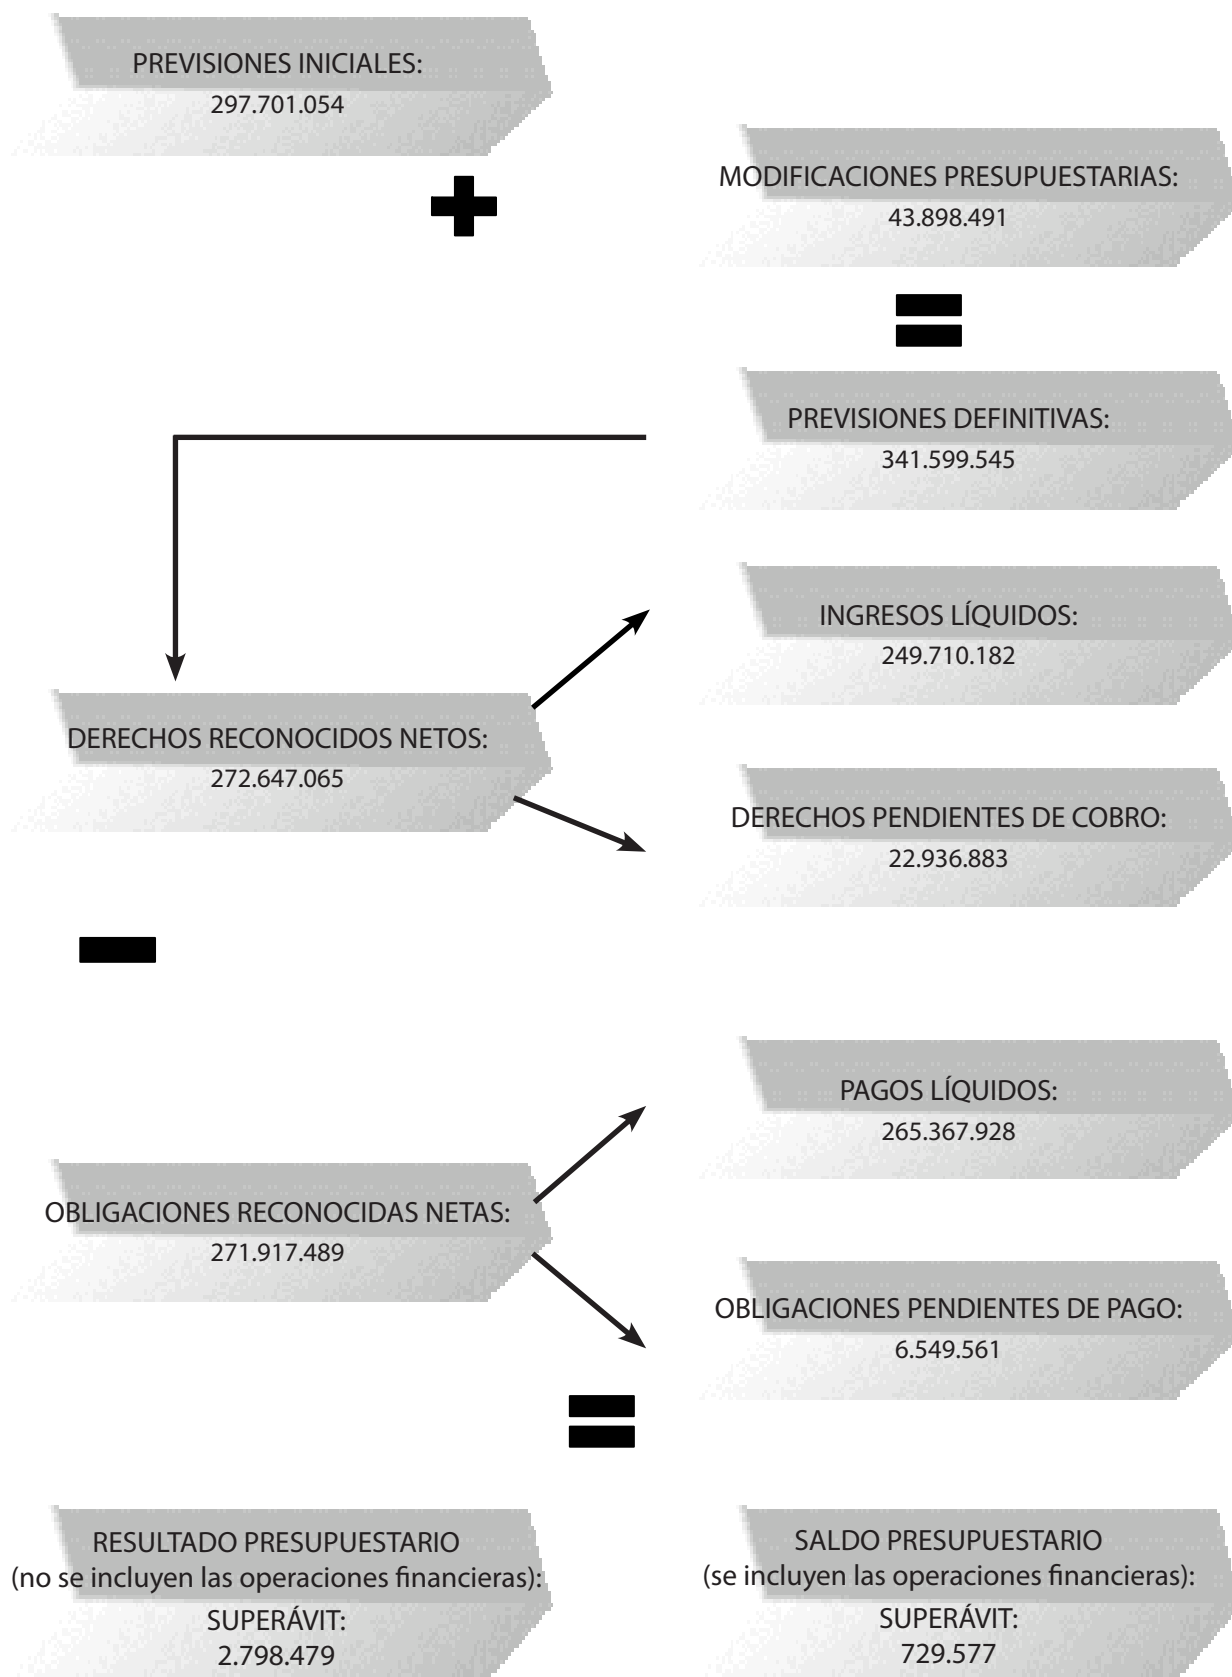 PREVISIONES INICIALES:
297.701.054
MODIFICACIONES PRESUPUESTARIAS:
43.898.491
PREVISIONES DEFINITIVAS:
341.599.545
INGRESOS LÍQUIDOS:
249.710.182
DERECHOS RECONOCIDOS NETOS:
272.647.065
DERECHOS PENDIENTES DE COBRO:
22.936.883
PAGOS LÍQUIDOS:
265.367.928
OBLIGACIONES RECONOCIDAS NETAS:
271.917.489
OBLIGACIONES PENDIENTES DE PAGO:
6.549.561
RESULTADO PRESUPUESTARIO
(no se incluyen las operaciones financieras):
SUPERÁVIT:
2.798.479
SALDO PRESUPUESTARIO
(se incluyen las operaciones financieras):
SUPERÁVIT:
729.577